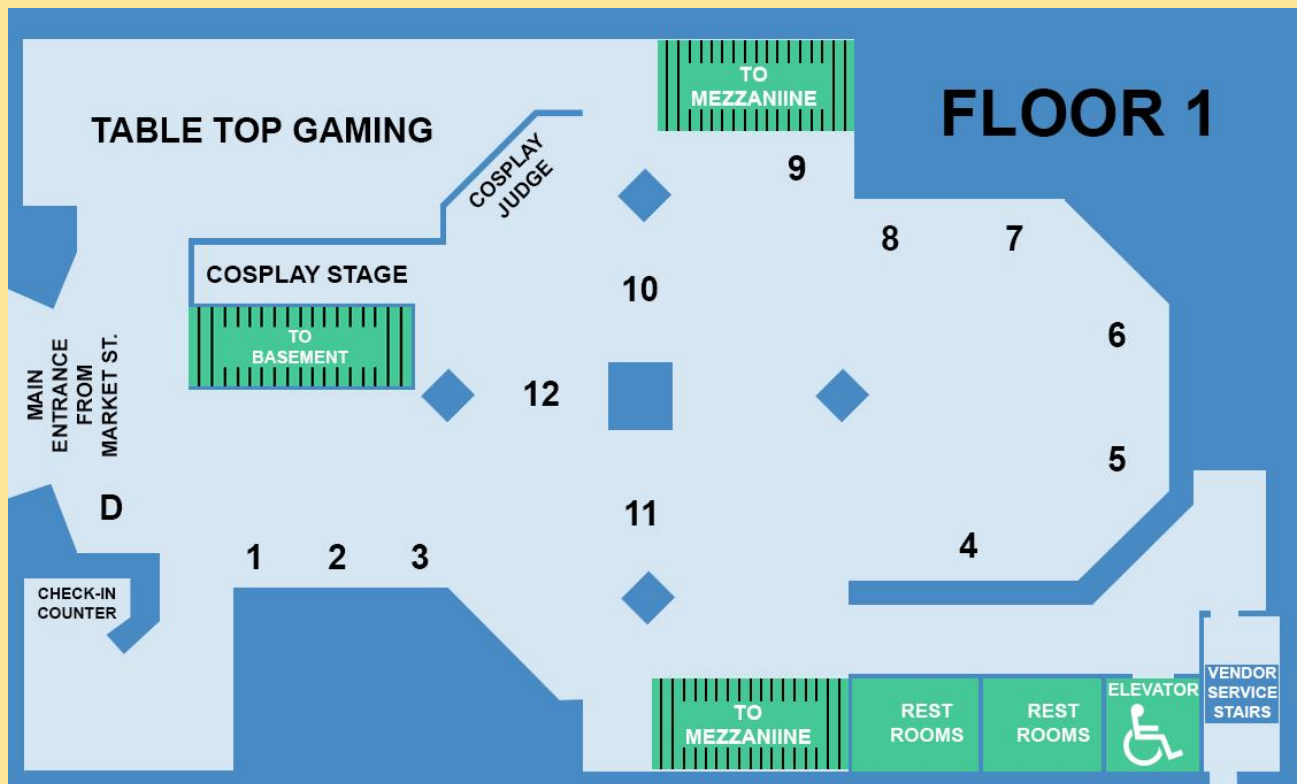 FLOOR 1
TO
MEZZANIINE
TABLE TOP GAMING
COSPLAY
JUDGE
9
8
7
COSPLAY STAGE
10
TO
BASEMENT
6
MAIN
ENTRANCE
FROM
MARKET ST.
12
5
D
11
4
1
2
3
CHECK-IN
COUNTER
TO
MEZZANIINE
REST
ROOMS
REST
ROOMS
ELEVATOR
VENDOR
SERVICE
STAIRS